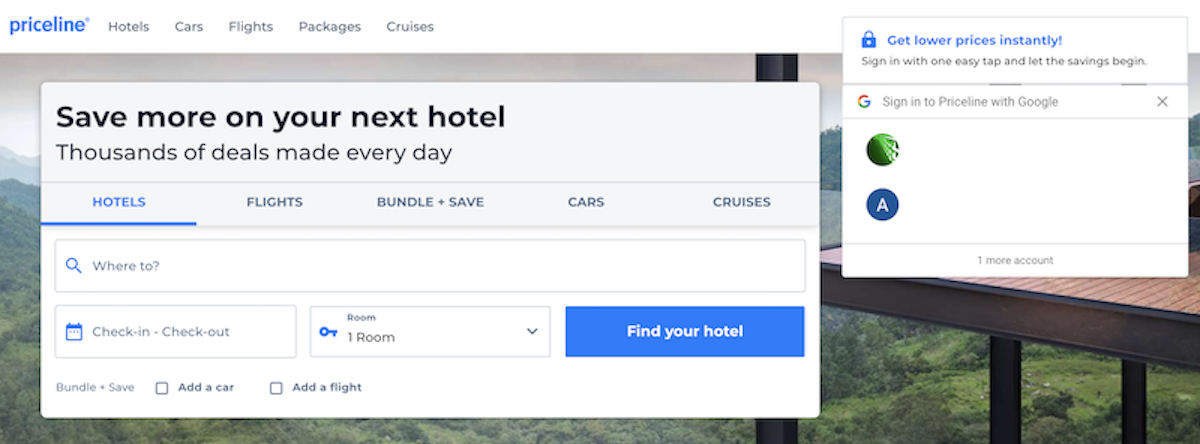 priceline®
Hotels Cars Flights Packages Cruises
Get lower prices instantly!
Sign in with one easy tap and let the savings begin.
Sign in to Priceline with Google
A
1 more account
Save more on your next hotel
Thousands of deals made every day
HOTELS FLIGHTS BUNDLE + SAVE CARS CRUISES
Where to?
Check-in - Check-out
Room
1 Room
Find your hotel
Bundle + Save Add a car Add a flight